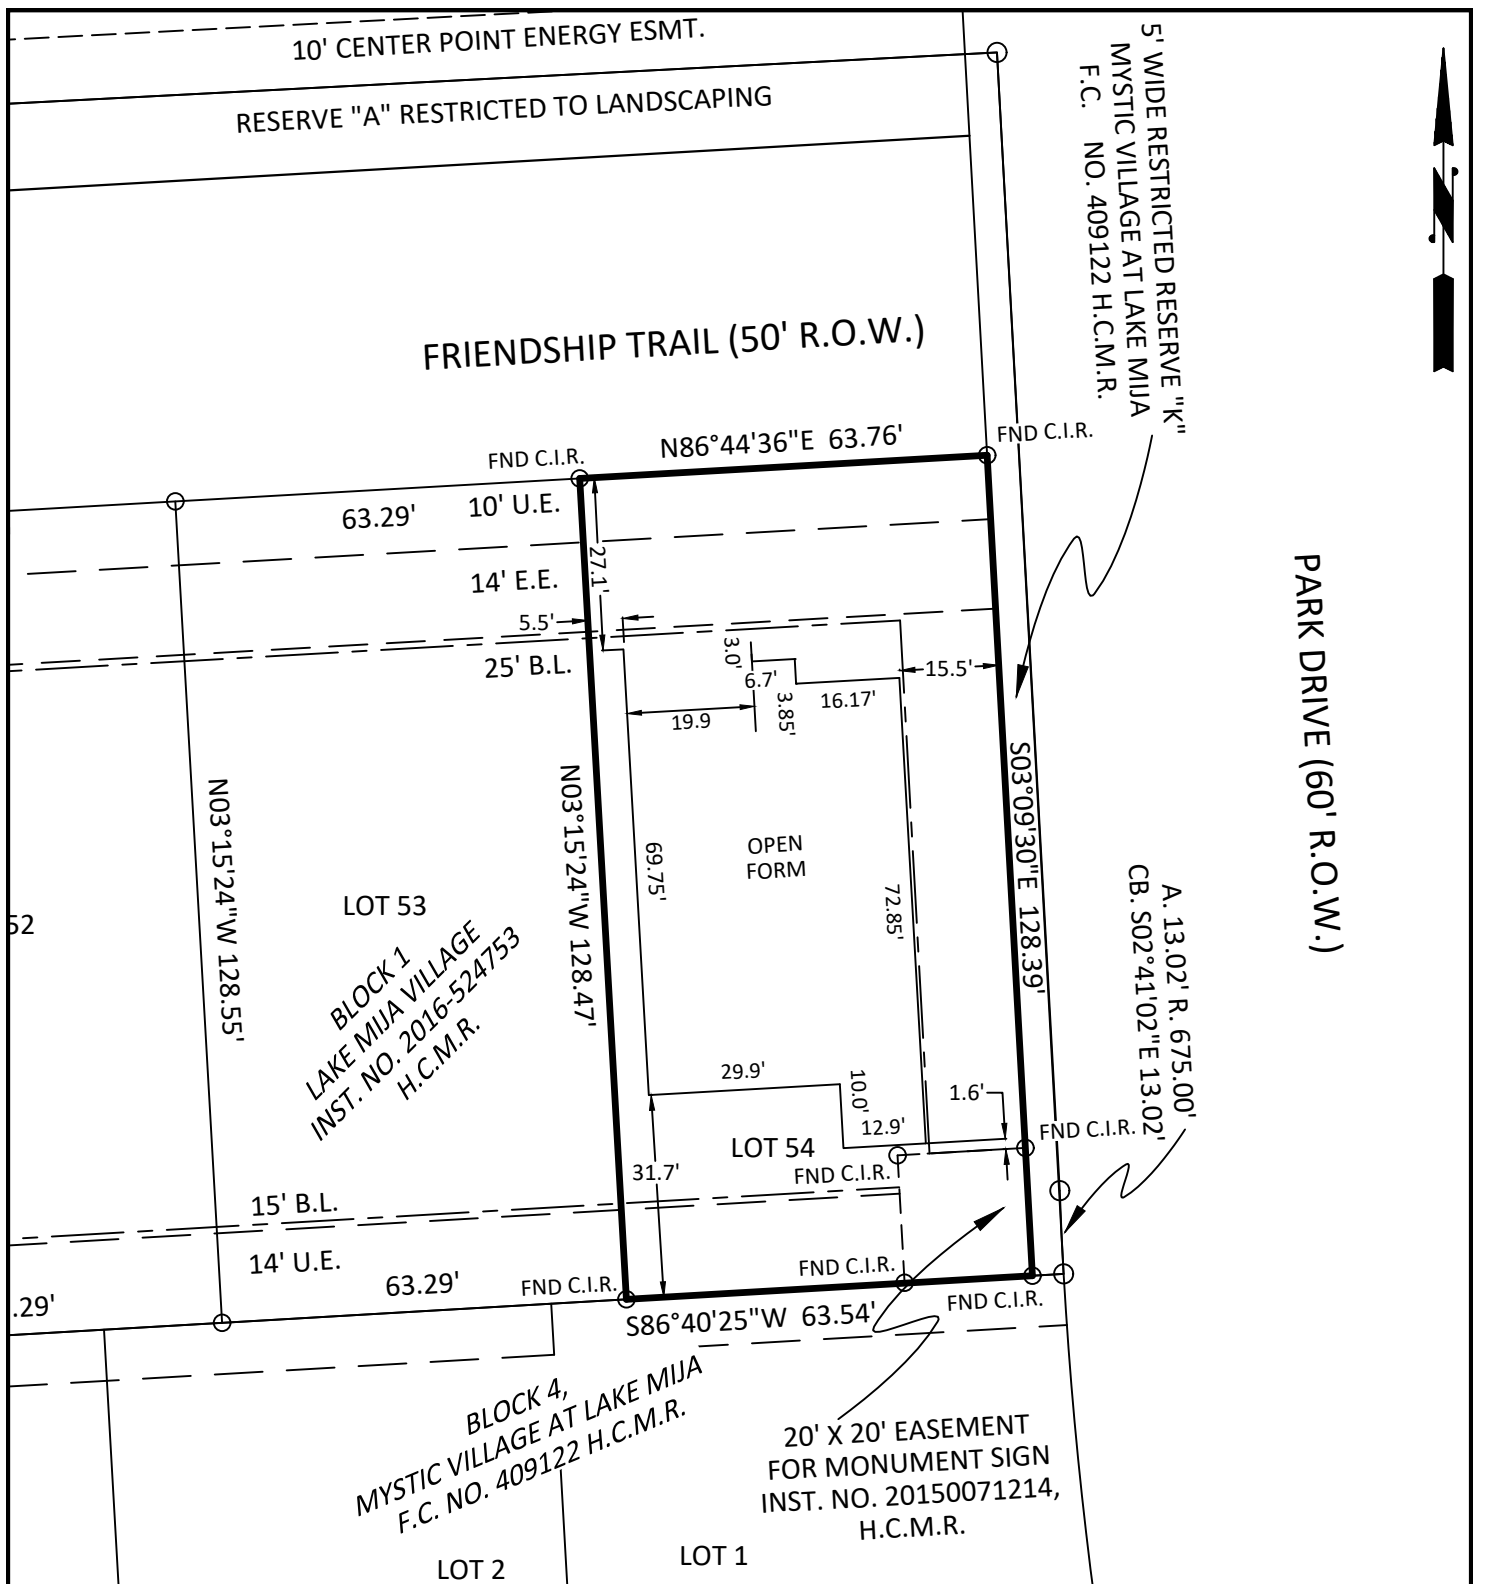 10' CENTER POINT ENERGY ESMT.
RESERVE "A" RESTRICTED TO LANDSCAPING
5' WIDE RESTRICTED RESERVE "K"
MYSTIC VILLAGE AT LAKE MIJA
F.C. NO. 409122 H.C.M.R.
N
FRIENDSHIP TRAIL (50' R.O.W.)
FND C.I.R.
N86°44'36"E 63.76'
FND C.I.R.
63.29'
10' U.E.
27.1'
14' E.E.
5.5'
25' B.L.
3.0'
6.7'
3.85'
16.17'
15.5'
19.9
PARK DRIVE (60' R.O.W.)
N03°15'24"W 128.55'
N03°15'24"W 128.47'
S03°09'30"E 128.39'
69.75'
OPEN
FORM
72.85'
52
LOT 53
BLOCK 1
LAKE MIJA VILLAGE
INST. NO. 2016-524753
H.C.M.R.
A. 13.02' R. 675.00'
CB. S02°41'02"E 13.02'
29.9'
10.0'
12.9'
1.6'
FND C.I.R.
LOT 54
FND C.I.R.
31.7'
15' B.L.
14' U.E.
63.29'
.29'
FND C.I.R.
FND C.I.R.
FND C.I.R.
S86°40'25"W 63.54'
BLOCK 4,
MYSTIC VILLAGE AT LAKE MIJA
F.C. NO. 409122 H.C.M.R.
20' X 20' EASEMENT
FOR MONUMENT SIGN
INST. NO. 20150071214,
H.C.M.R.
LOT 2
LOT 1